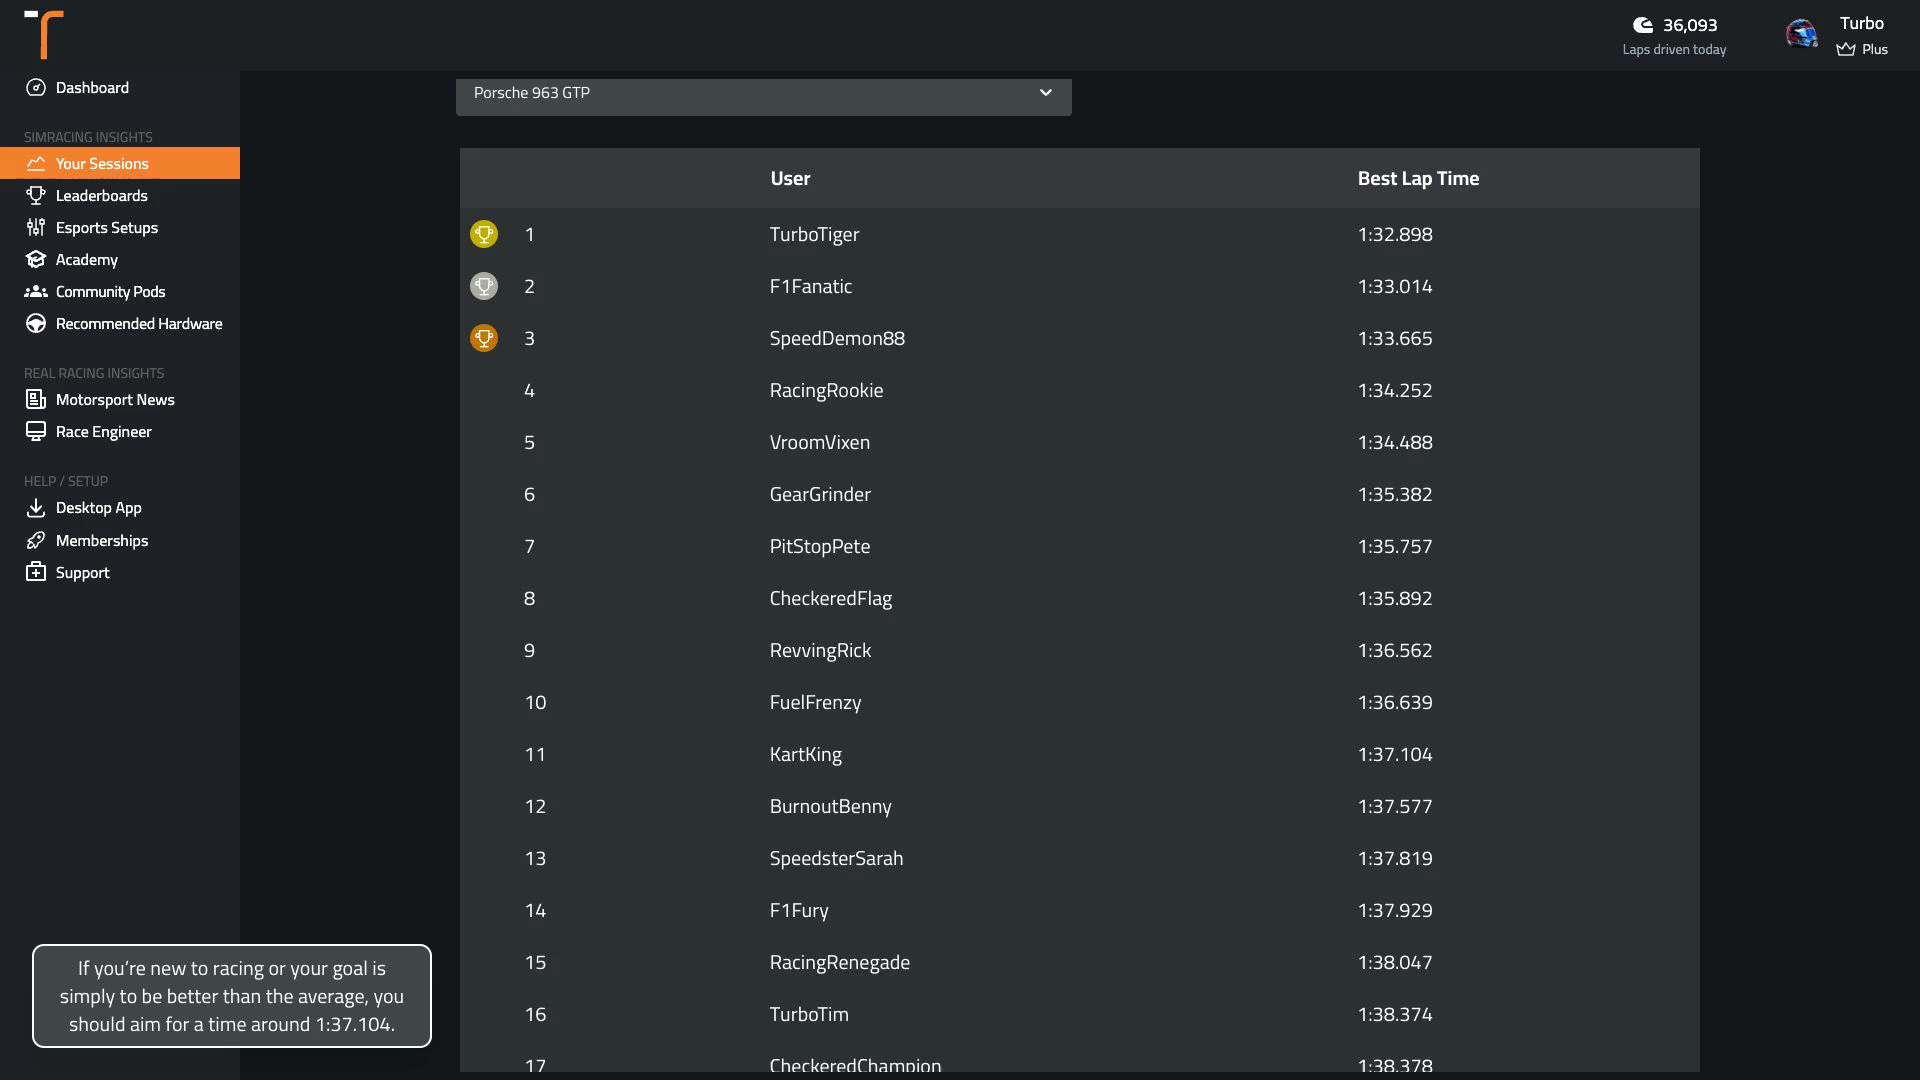 36,093
Laps driven today
Turbo
Plus
Dashboard
SIMRACING INSIGHTS
Your Sessions
Leaderboards
Esports Setups
Academy
Community Pods
Recommended Hardware
REAL RACING INSIGHTS
Motorsport News
Race Engineer
HELP / SETUP
Desktop App
Memberships
Support
Porsche 963 GTP
User Best Lap Time
1 TurboTiger 1:32.898
2 F1Fanatic 1:33.014
3 SpeedDemon88 1:33.665
4 RacingRookie 1:34.252
5 VroomVixen 1:34.488
6 GearGrinder 1:35.382
7 PitStopPete 1:35.757
8 CheckeredFlag 1:35.892
9 RevvingRick 1:36.562
10 FuelFrenzy 1:36.639
11 KartKing 1:37.104
12 BurnoutBenny 1:37.577
13 SpeedsterSarah 1:37.819
14 F1Fury 1:37.929
15 RacingRenegade 1:38.047
16 TurboTim 1:38.374
17 CheckeredChampion 1:38.378
If you’re new to racing or your goal is
simply to be better than the average, you
should aim for a time around 1:37.104.